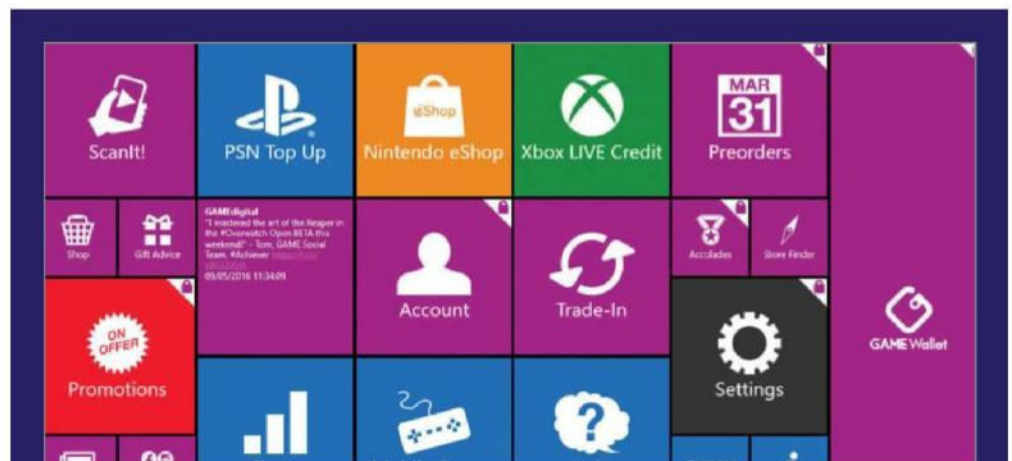 ScanIt!
PSN Top Up
eShop
Nintendo eShop
Xbox LIVE Credit
MAR
31
Preorders
Shop
Gift Advice
GAMEdigital
"I mastered the art of the Reaper in
the #Overwatch Open BETA this
weekend!" - Tom, GAME Social
Team, #Achiever
09/05/2016 11:34:09
Account
Trade-In
Accolades
Store Finder
ON
OFFER
Promotions
Settings
GAME Wallet